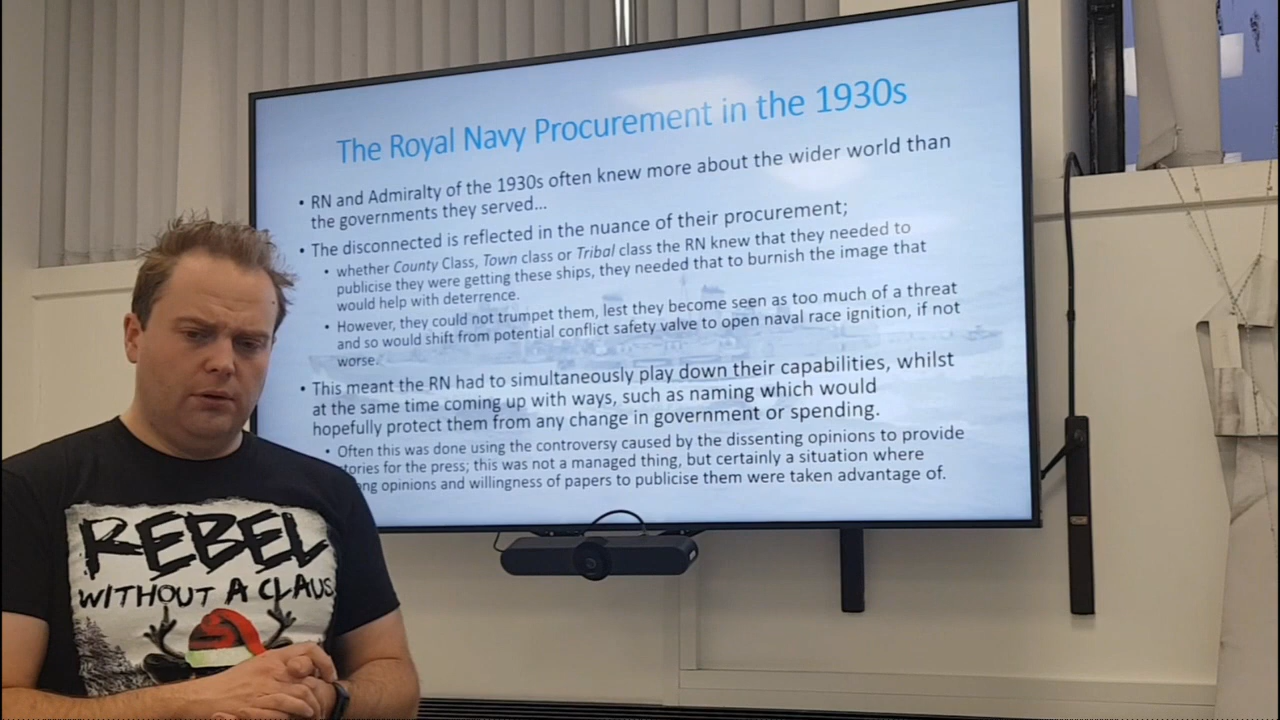 The Royal Navy Procurement in the 1930s
• RN and Admiralty of the 1930s often knew more about the wider world than
the governments they served...
• The disconnected is reflected in the nuance of their procurement;
• whether County Class, Town class or Tribal class the RN knew that they needed to
publicise they were getting these ships, they needed that to burnish the image that
would help with deterrence.
• However, they could not trumpet them, lest they become seen as too much of a threat
and so would shift from potential conflict safety valve to open naval race ignition, if not
worse.
• This meant the RN had to simultaneously play down their capabilities, whilst
at the same time coming up with ways, such as naming which would
hopefully protect them from any change in government or spending.
• Often this was done using the controversy caused by the dissenting opinions to provide
for the press; this was not a managed thing, but certainly a situation where
opinions and willingness of papers to publicise them were taken advantage of.
REBEL
WITHOUT A CLAUS